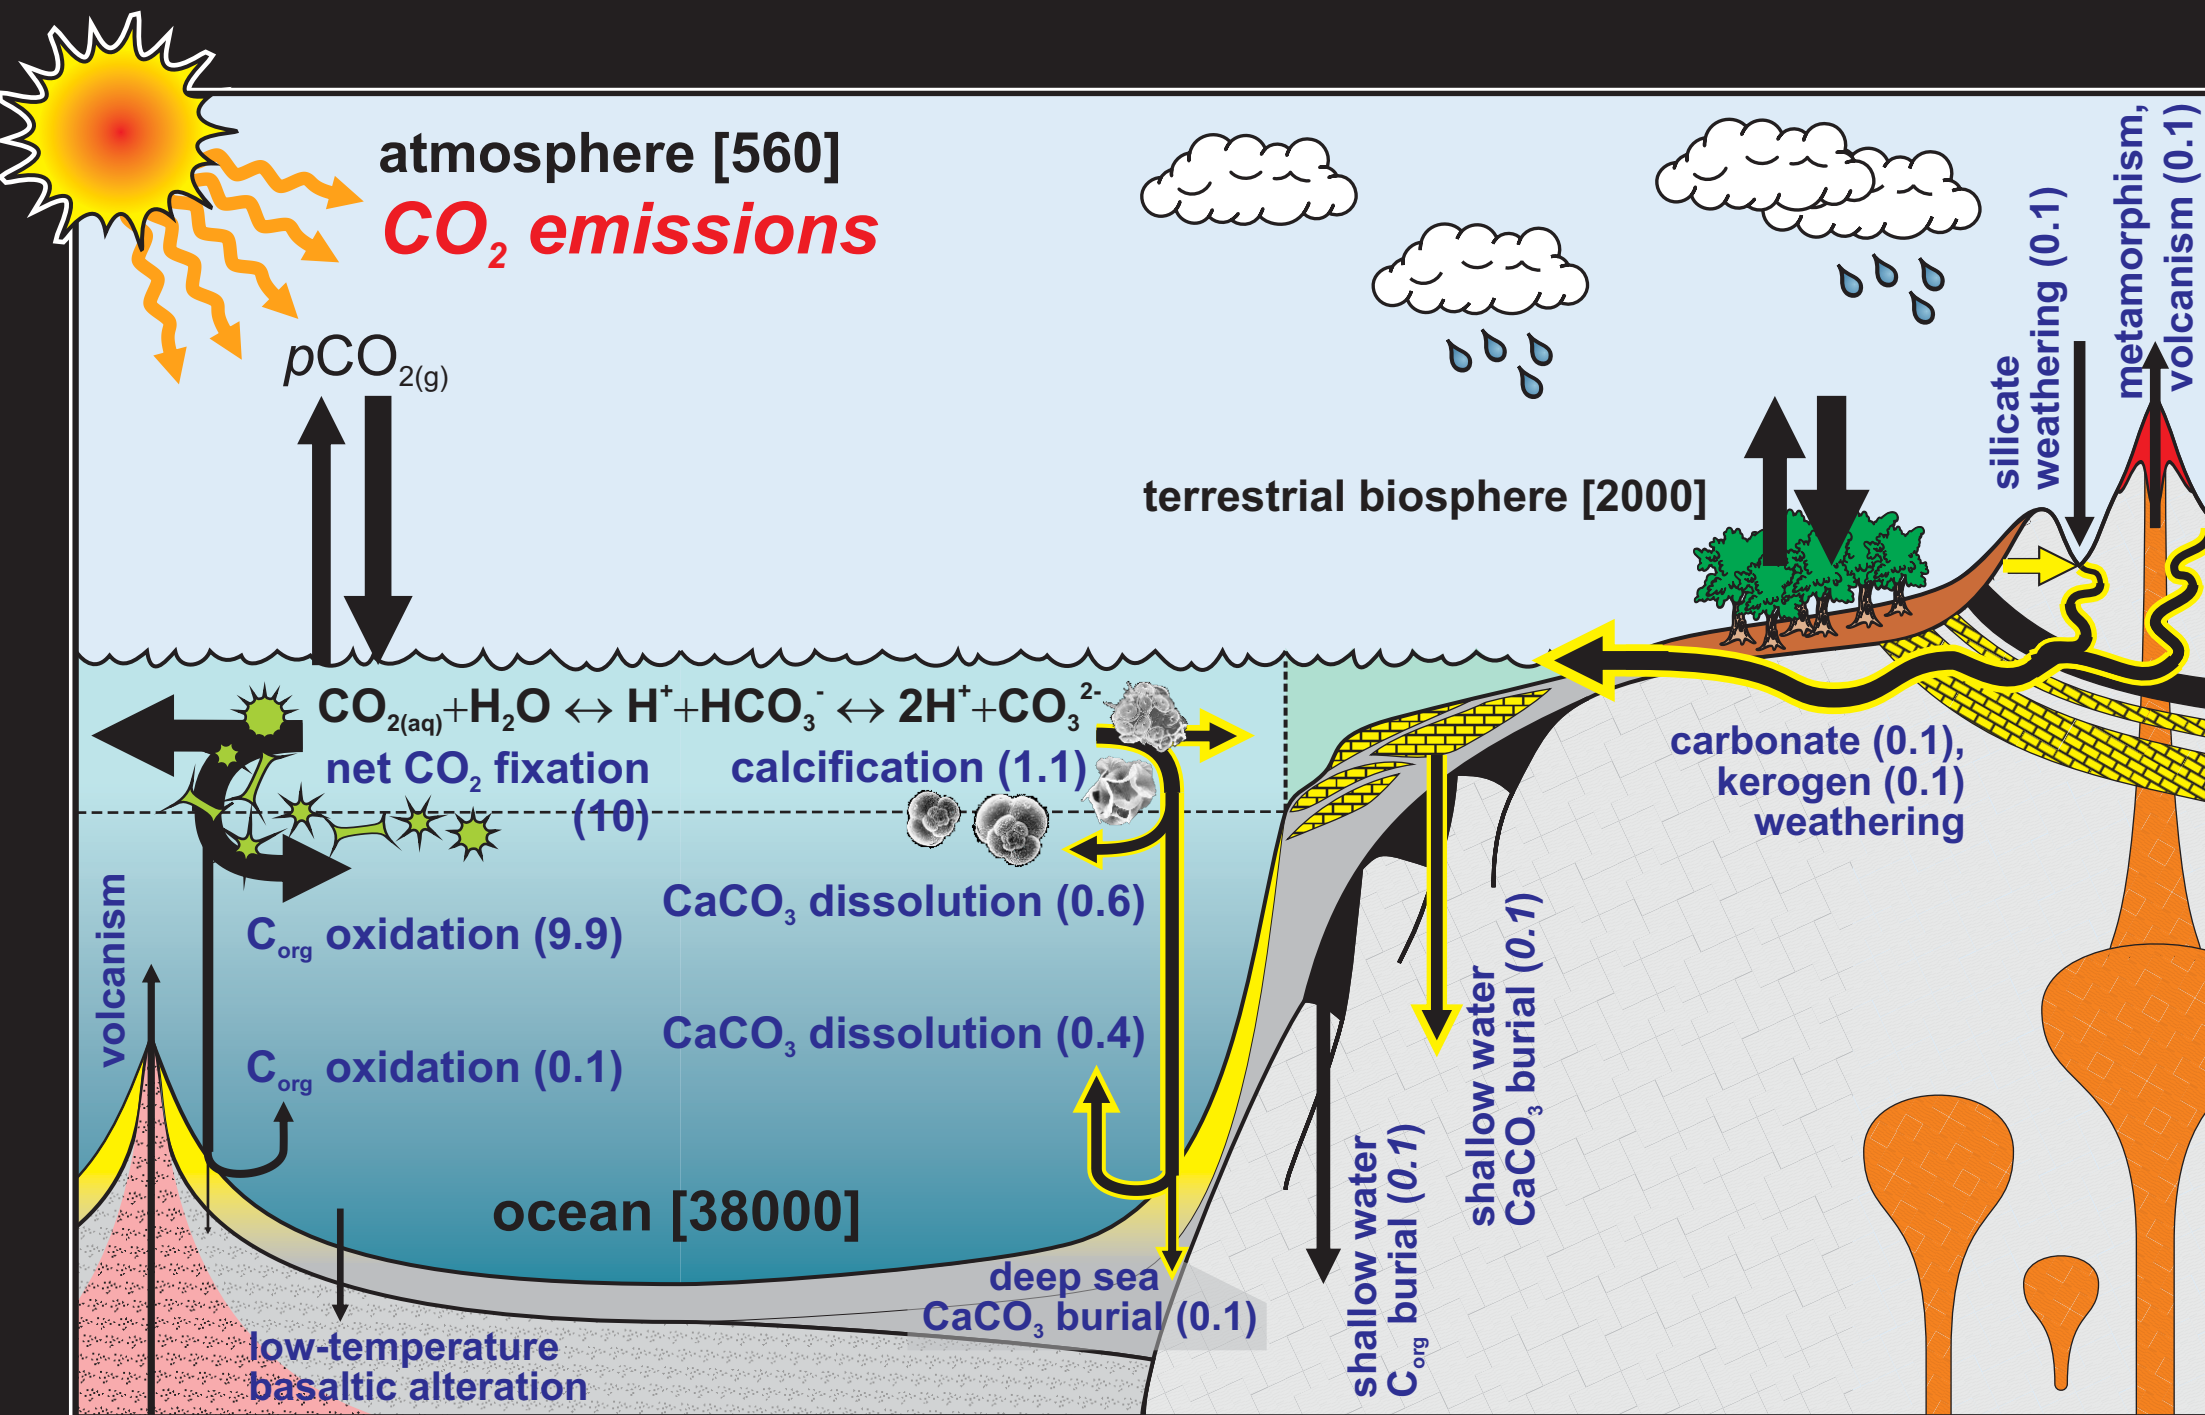 atmosphere [560]
CO₂ emissions
pCO₂(g)
metamorphism,
volcanism (0.1)
silicate
weathering (0.1)
terrestrial biosphere [2000]
CO₂(aq)+H₂O ↔ H⁺+HCO₃⁻ ↔ 2H⁺+CO₃²⁻
net CO₂ fixation
(10)
calcification (1.1)
carbonate (0.1),
kerogen (0.1)
weathering
CaCO₃ dissolution (0.6)
Corg oxidation (9.9)
volcanism
CaCO₃ dissolution (0.4)
Corg oxidation (0.1)
shallow water
CaCO₃ burial (0.1)
shallow water
Corg burial (0.1)
ocean [38000]
deep sea
CaCO₃ burial (0.1)
low-temperature
basaltic alteration